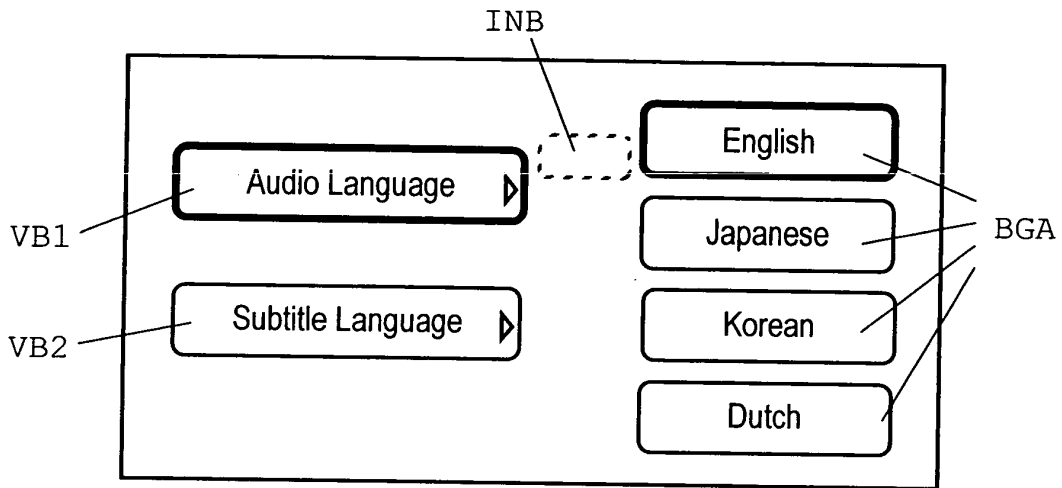 INB
English
Audio Language
VB1
Japanese
BGA
Subtitle Language
Korean
VB2
Dutch